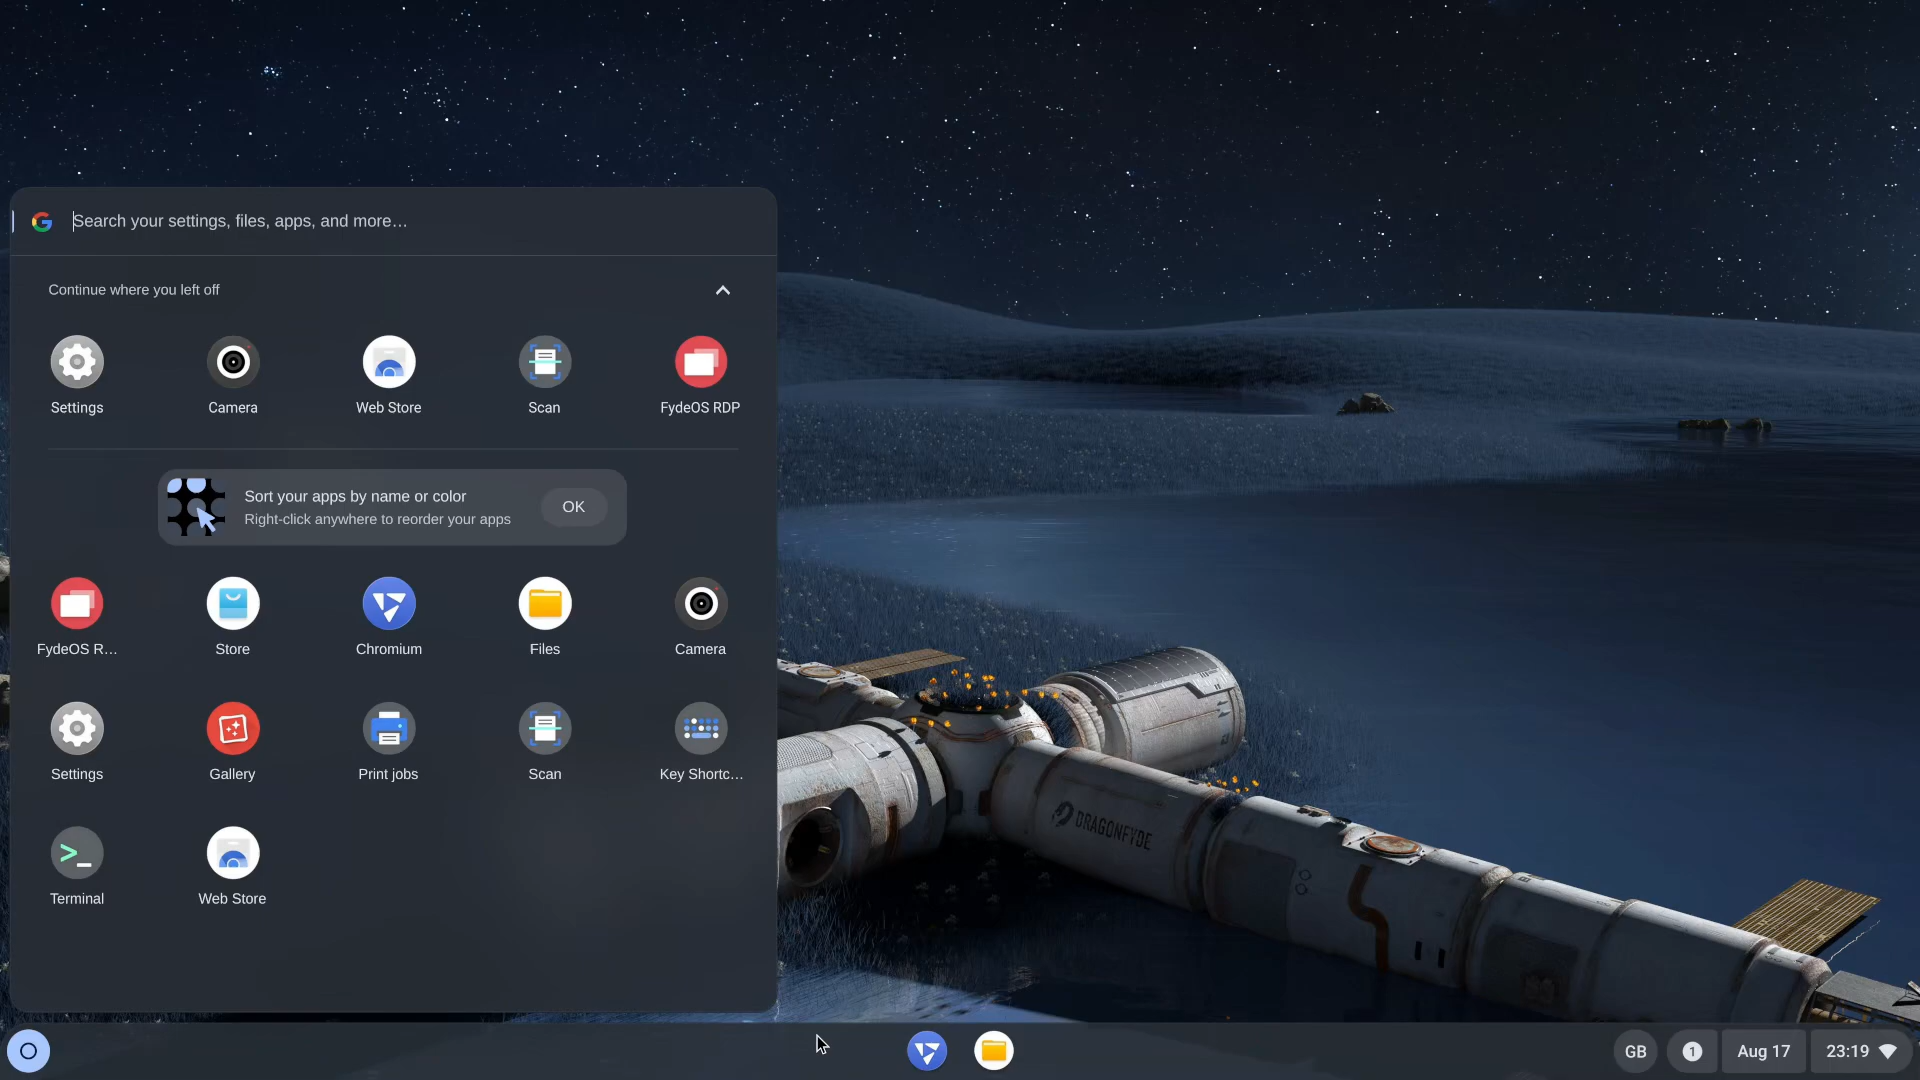 Search your settings, files, apps, and more…
Continue where you left off
Settings
Camera
Web Store
Scan
FydeOS RDP
Sort your apps by name or color
Right-click anywhere to reorder your apps
OK
FydeOS R…
Store
Chromium
Files
Camera
Settings
Gallery
Print jobs
Scan
Key Shortc…
Terminal
Web Store
DRAGONFYDE
GB
1
Aug 17
23:19